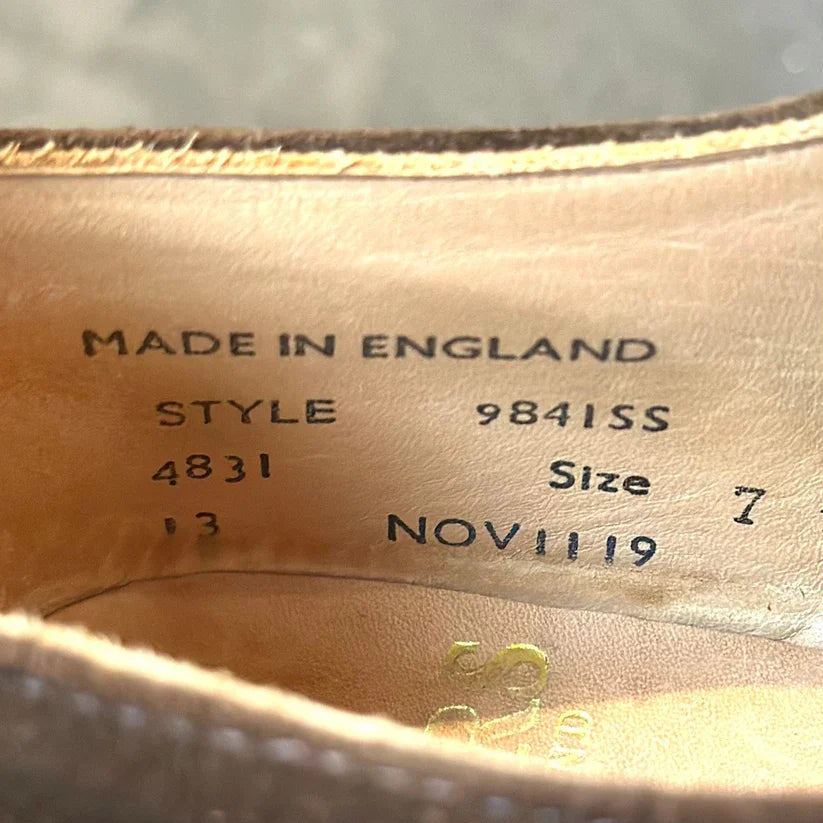 MADE IN ENGLAND
STYLE 9841SS
4831 Size 7
13 NOV1119